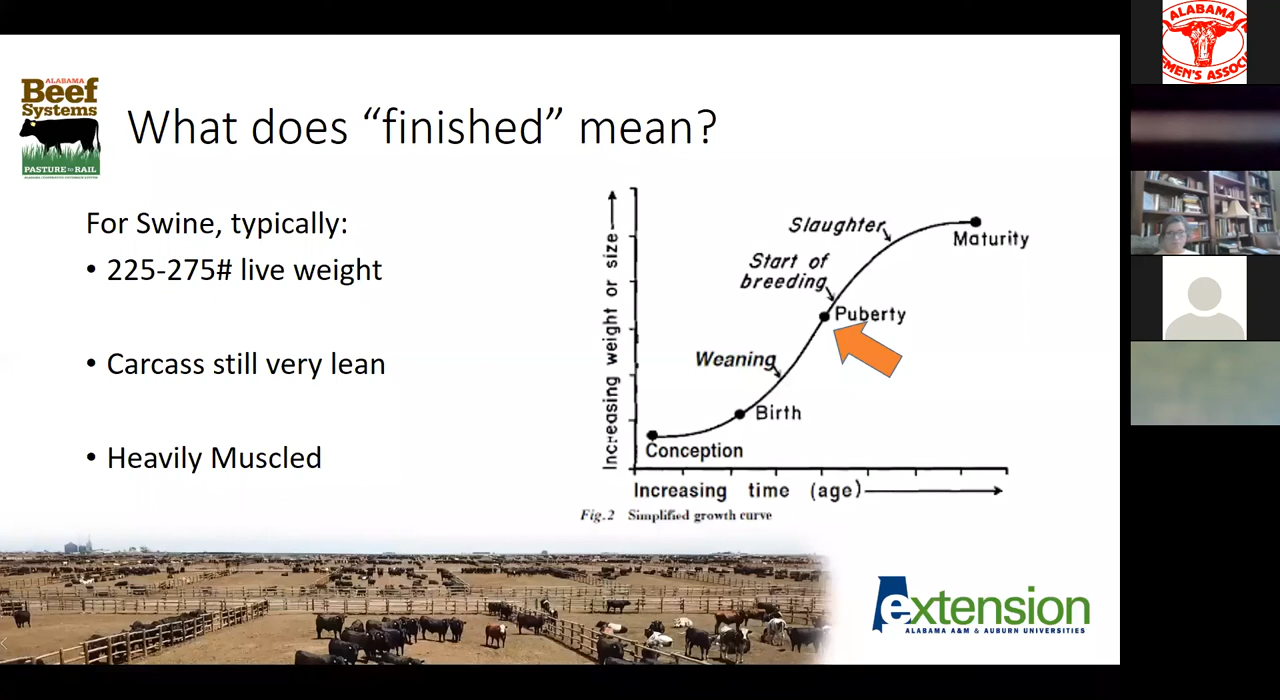 ALABAMA
Beef
Systems
PASTURE TO RAIL
What does “finished” mean?
For Swine, typically:
• 225-275# live weight
• Carcass still very lean
• Heavily Muscled
Increasing weight or size
Slaughter
Maturity
Start of
breeding
Puberty
Weaning
Birth
Conception
Increasing time (age)
Fig.2 Simplified growth curve
extension
ALABAMA A&M & AUBURN UNIVERSITIES
ALABAMA
EMEN'S ASSOC